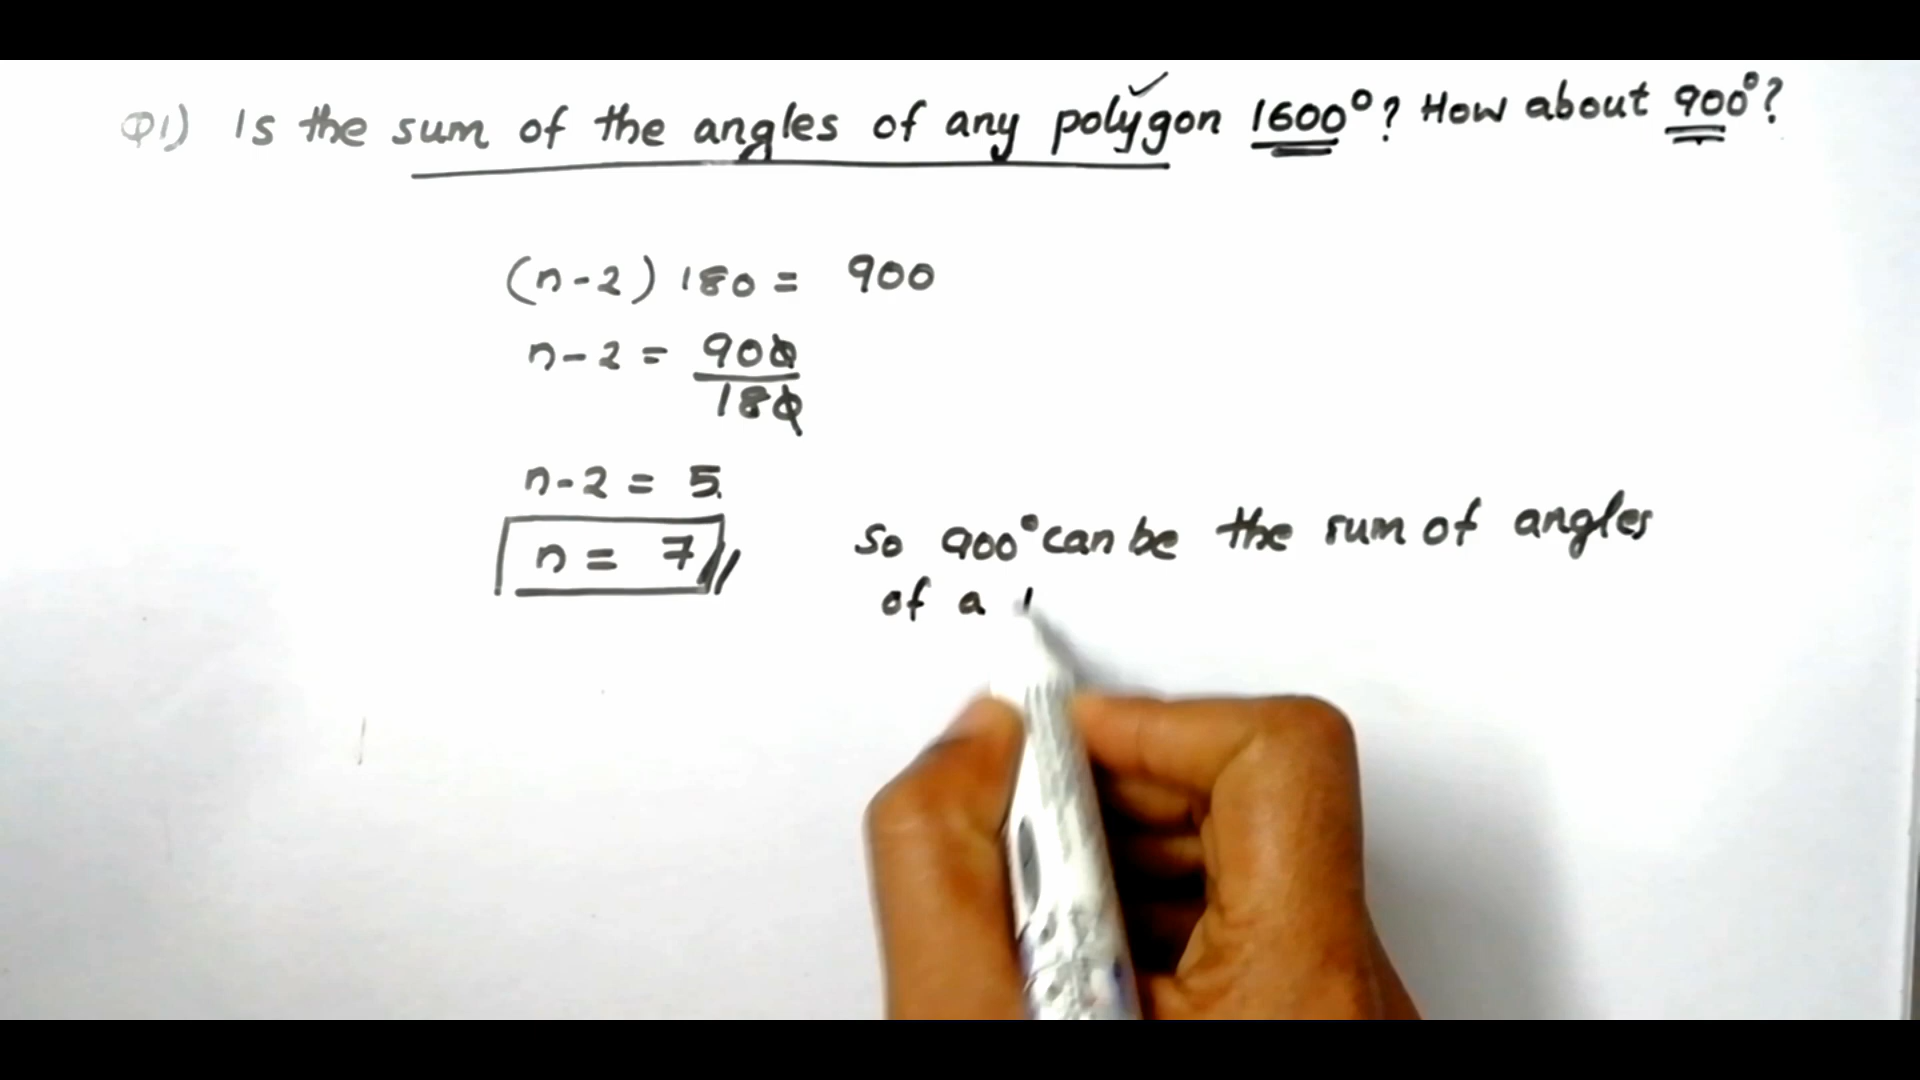 Q1) Is the sum of the angles of any polygon 1600°? How about 900°?
(n-2) 180 = 900
n-2 = 900/180
n-2 = 5
n = 7
So 900° can be the sum of angles
of a